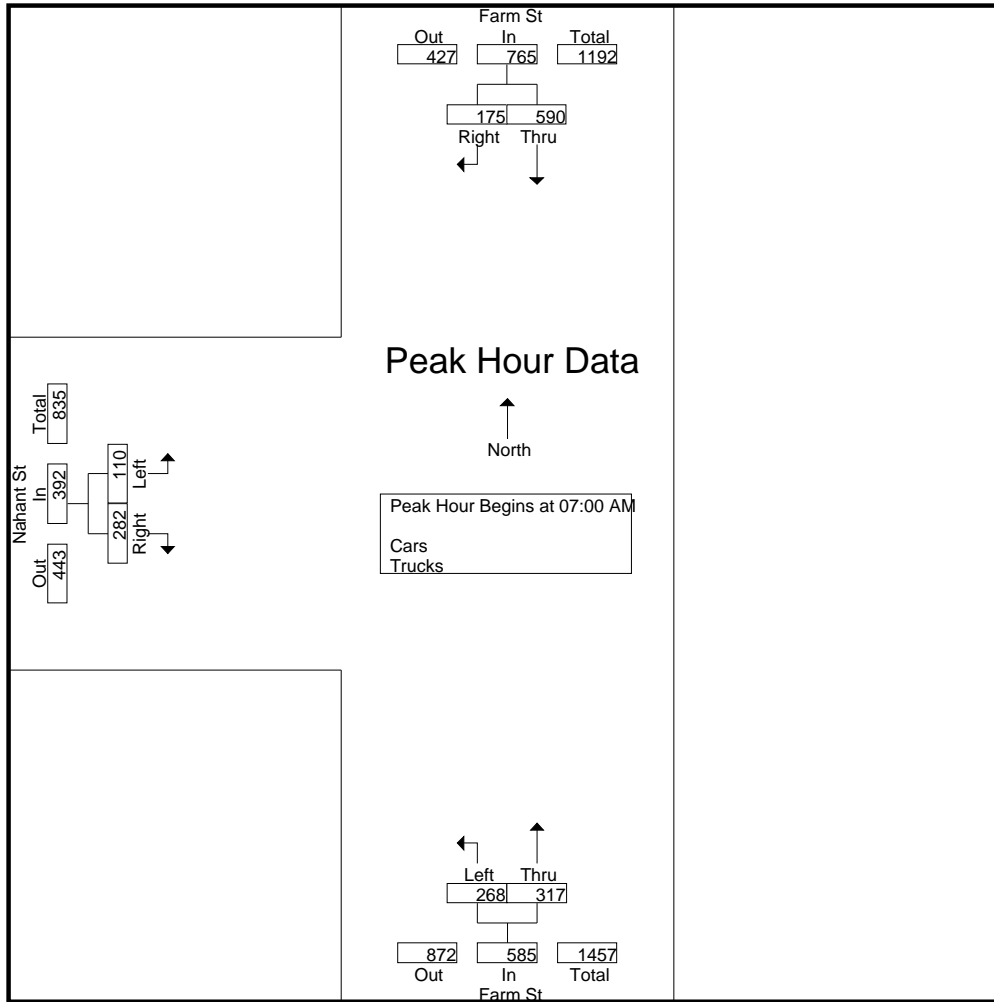 Farm St
Out In Total
427 765 1192
175 590
Right Thru
Peak Hour Data
North
Peak Hour Begins at 07:00 AM
Cars
Trucks
Nahant St
Total In Out
835 392 443
110 282
Left Right
Left Thru
268 317
872 585 1457
Out In Total
Farm St